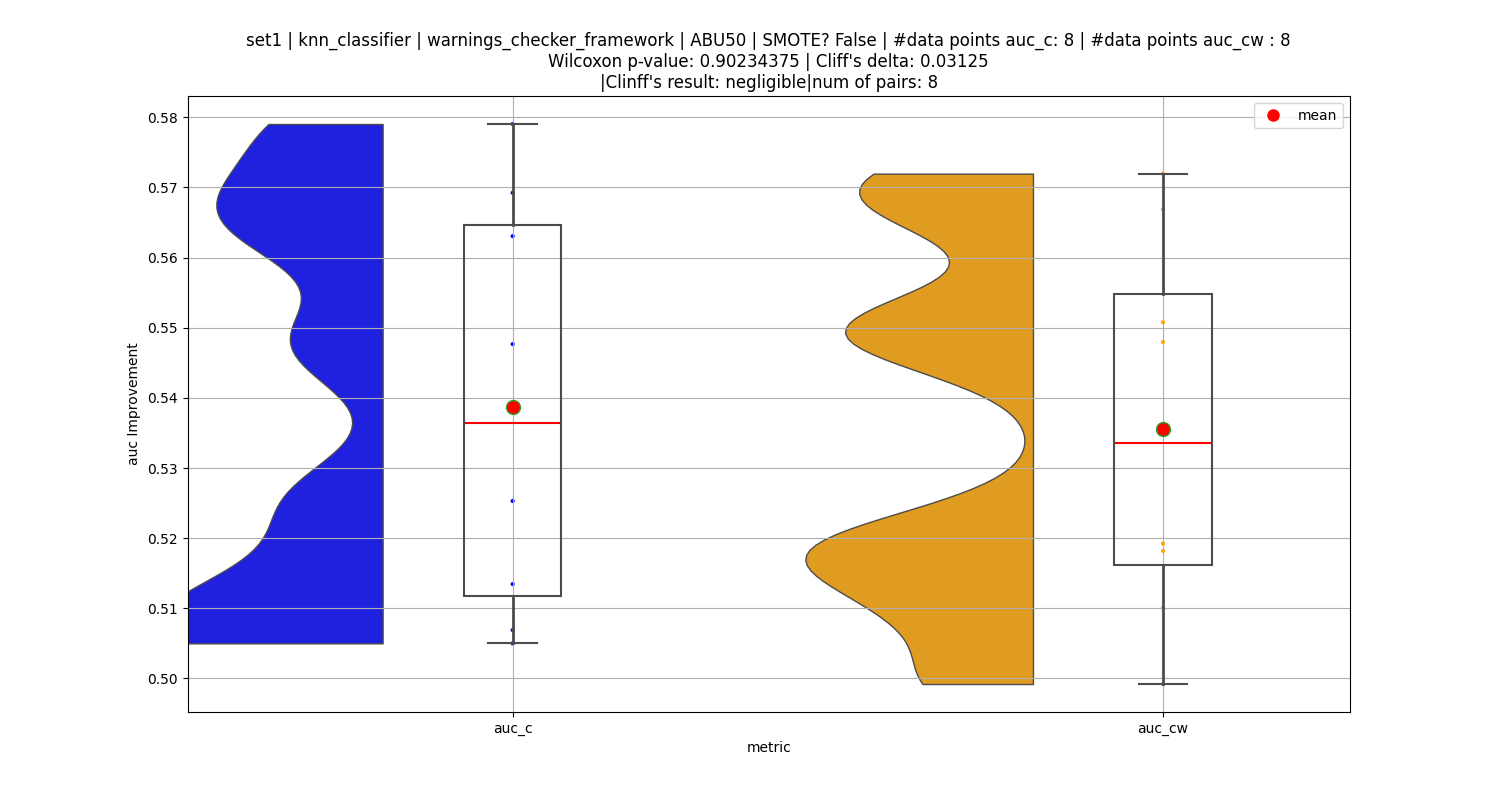 set1 | knn_classifier | warnings_checker_framework | ABU50 | SMOTE? False | #data points auc_c: 8 | #data points auc_cw : 8
Wilcoxon p-value: 0.90234375 | Cliff's delta: 0.03125
|Clinff's result: negligible|num of pairs: 8
mean
0.58
0.57
0.56
0.55
0.54
0.53
0.52
0.51
0.50
auc Improvement
auc_c
auc_cw
metric